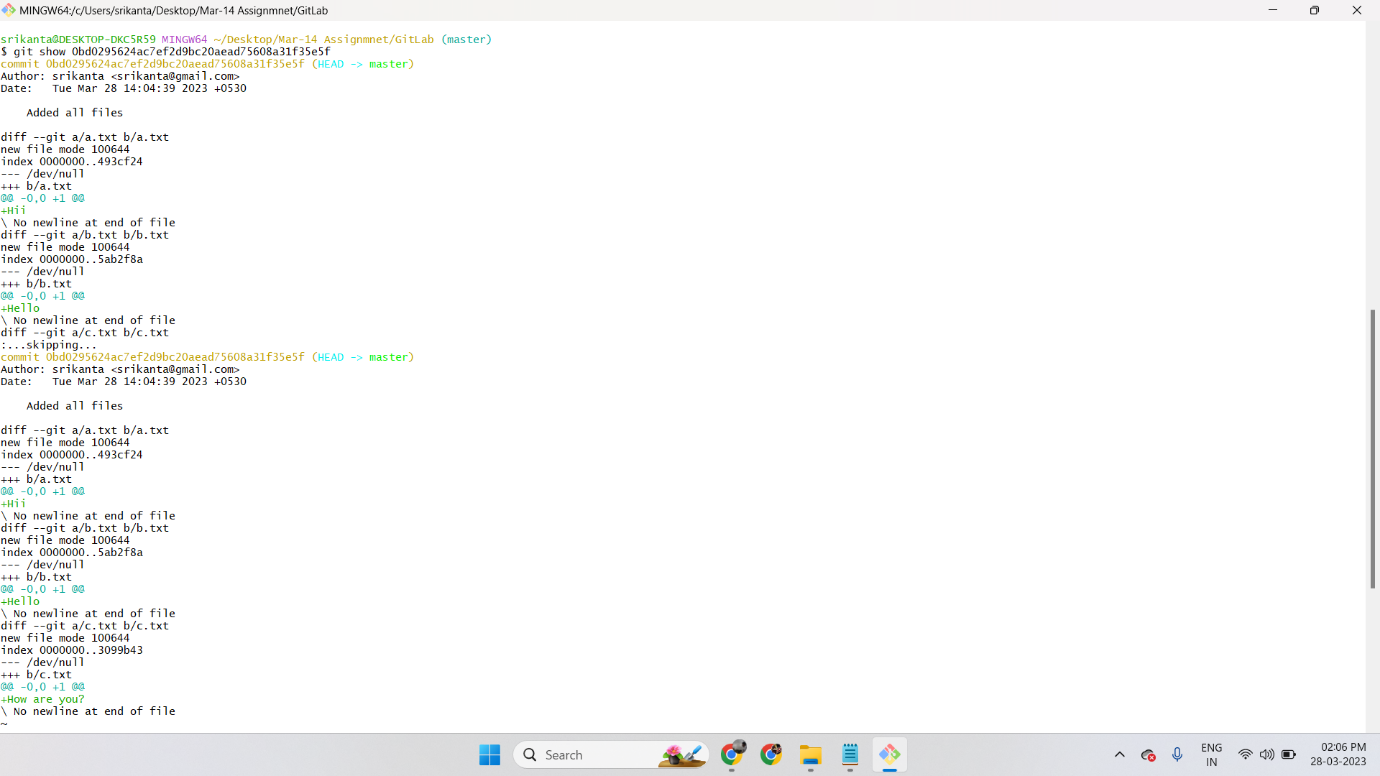 MINGW64:/c/Users/srikanta/Desktop/Mar-14 Assignmnet/GitLab
srikanta@DESKTOP-DKC5R59 MINGW64 ~/Desktop/Mar-14 Assignmnet/GitLab (master)
$ git show 0bd0295624ac7ef2d9bc20aead75608a31f35e5f
commit 0bd0295624ac7ef2d9bc20aead75608a31f35e5f (HEAD -> master)
Author: srikanta <srikanta@gmail.com>
Date:   Tue Mar 28 14:04:39 2023 +0530
    Added all files
diff --git a/a.txt b/a.txt
new file mode 100644
index 0000000..493cf24
--- /dev/null
+++ b/a.txt
@@ -0,0 +1 @@
+Hii
\ No newline at end of file
diff --git a/b.txt b/b.txt
new file mode 100644
index 0000000..5ab2f8a
--- /dev/null
+++ b/b.txt
@@ -0,0 +1 @@
+Hello
\ No newline at end of file
diff --git a/c.txt b/c.txt
:...skipping...
commit 0bd0295624ac7ef2d9bc20aead75608a31f35e5f (HEAD -> master)
Author: srikanta <srikanta@gmail.com>
Date:   Tue Mar 28 14:04:39 2023 +0530
    Added all files
diff --git a/a.txt b/a.txt
new file mode 100644
index 0000000..493cf24
--- /dev/null
+++ b/a.txt
@@ -0,0 +1 @@
+Hii
\ No newline at end of file
diff --git a/b.txt b/b.txt
new file mode 100644
index 0000000..5ab2f8a
--- /dev/null
+++ b/b.txt
@@ -0,0 +1 @@
+Hello
\ No newline at end of file
diff --git a/c.txt b/c.txt
new file mode 100644
index 0000000..3099b43
--- /dev/null
+++ b/c.txt
@@ -0,0 +1 @@
+How are you?
\ No newline at end of file
~
Search
ENG
IN
02:06 PM
28-03-2023